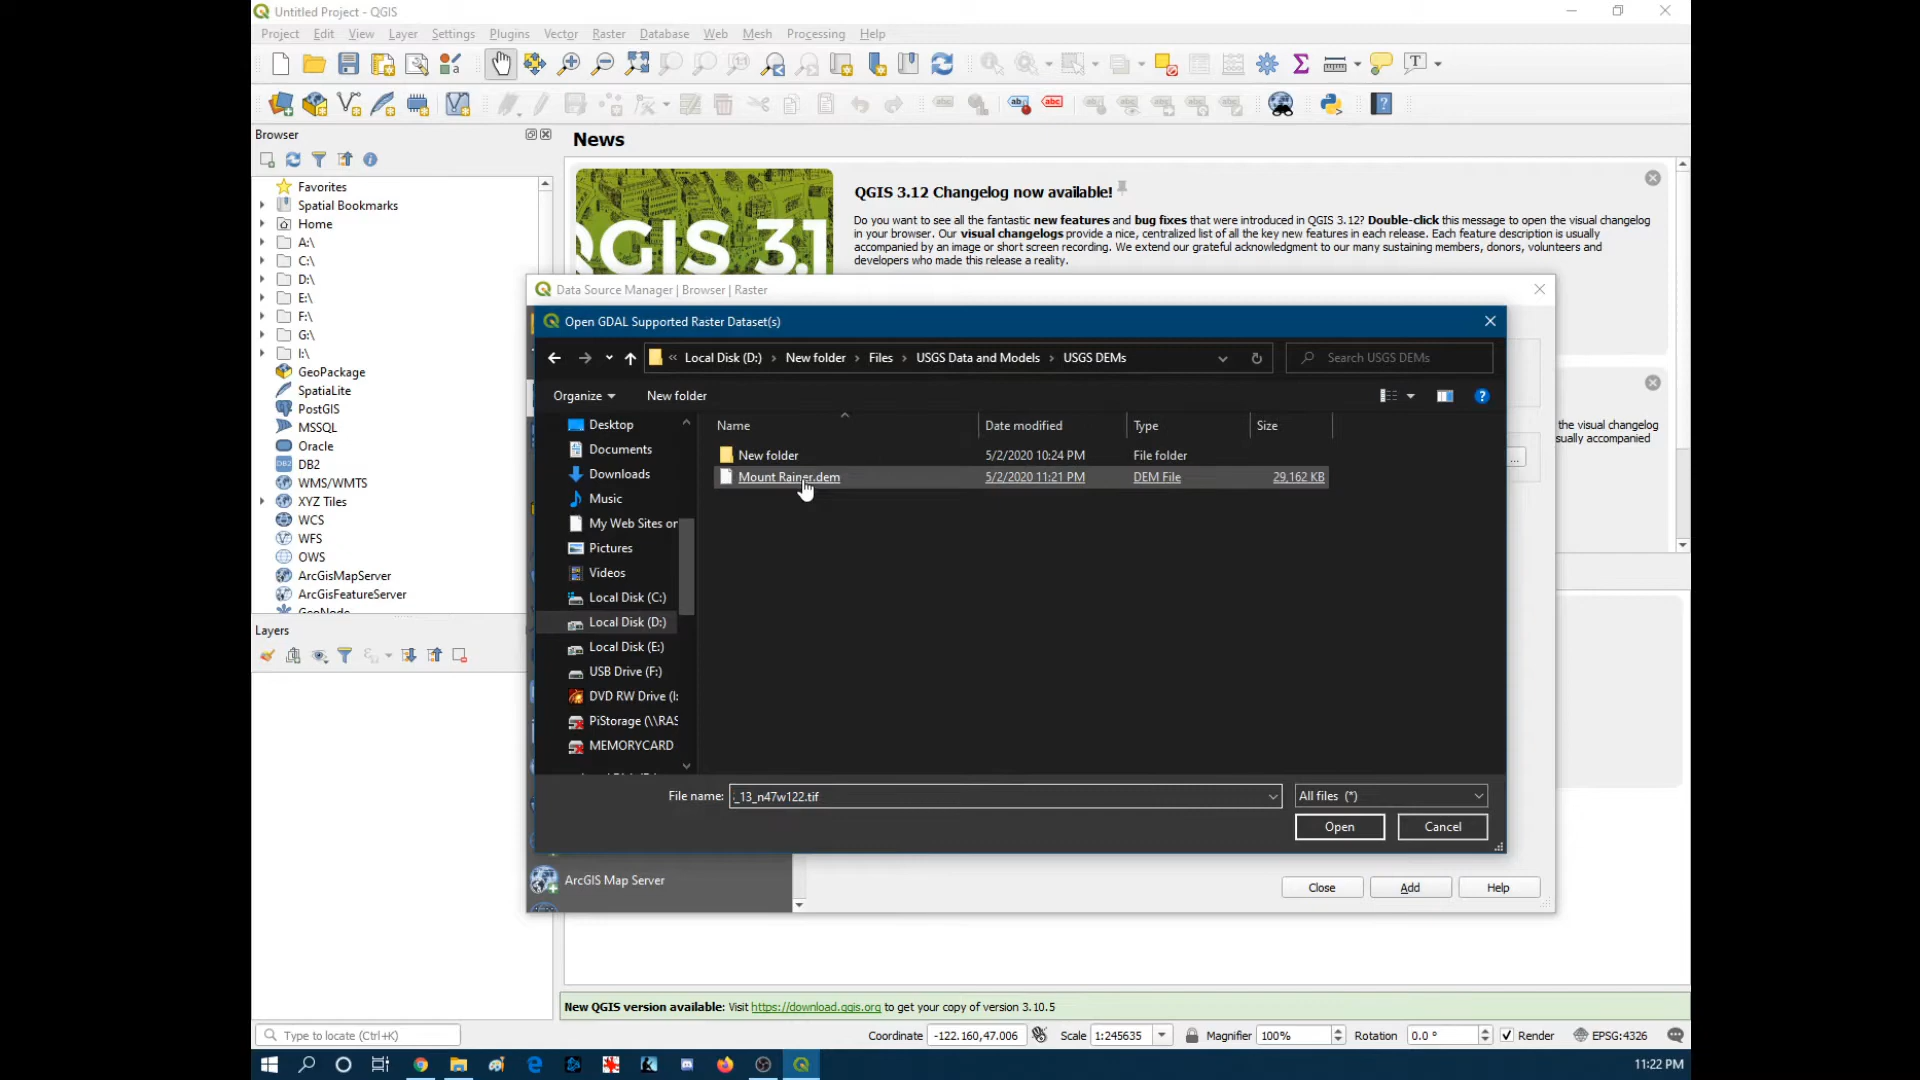 Untitled Project - QGIS
Project Edit View Layer Settings Plugins Vector Raster Database Web Mesh Processing Help
Browser
News
Favorites
Spatial Bookmarks
Home
A:\
C:\
D:\
E:\
F:\
G:\
I:\
GeoPackage
SpatiaLite
PostGIS
MSSQL
Oracle
DB2
WMS/WMTS
XYZ Tiles
WCS
WFS
OWS
ArcGisMapServer
ArcGisFeatureServer
GeoNode
Layers
QGIS 3.1
QGIS 3.12 Changelog now available!
Do you want to see all the fantastic new features and bug fixes that were introduced in QGIS 3.12? Double-click this message to open the visual changelog
in your browser. Our visual changelogs provide a nice, centralized list of all the key new features in each release. Each feature description is usually
accompanied by an image or short screen recording. We extend our grateful acknowledgment to our many sustaining members, donors, volunteers and
developers who made this release a reality.
the visual changelog
sually accompanied
Data Source Manager | Browser | Raster
Open GDAL Supported Raster Dataset(s)
« Local Disk (D:) › New folder › Files › USGS Data and Models › USGS DEMs
Search USGS DEMs
Organize New folder
Name Date modified Type Size
New folder 5/2/2020 10:24 PM File folder
Mount Rainer.dem 5/2/2020 11:21 PM DEM File 29,162 KB
Desktop
Documents
Downloads
Music
My Web Sites on
Pictures
Videos
Local Disk (C:)
Local Disk (D:)
Local Disk (E:)
USB Drive (F:)
DVD RW Drive (I:
PiStorage (\\RAS
MEMORYCARD
File name: _13_n47w122.tif All files (*)
Open Cancel
ArcGIS Map Server
Close Add Help
New QGIS version available: Visit https://download.qgis.org to get your copy of version 3.10.5
Type to locate (Ctrl+K) Coordinate -122.160,47.006 Scale 1:245635 Magnifier 100% Rotation 0.0 ° Render EPSG:4326
11:22 PM